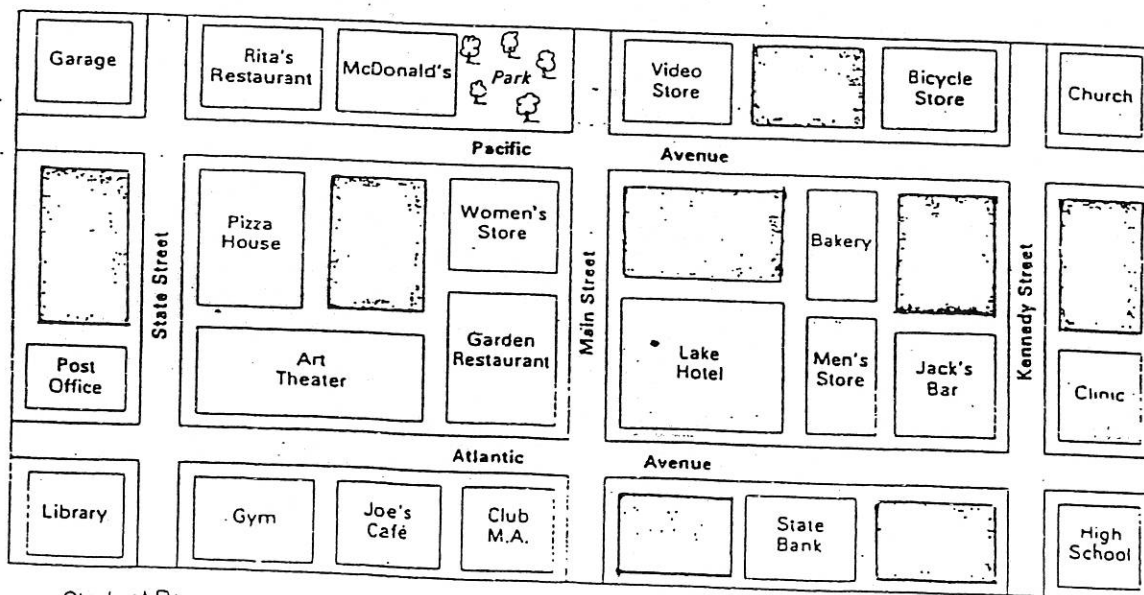 Garage
Rita's
Restaurant
McDonald's
Park
Video
Store
Bicycle
Store
Church
Pacific Avenue
State Street
Pizza
House
Women's
Store
Main Street
Bakery
Kennady Street
Post
Office
Art
Theater
Garden
Restaurant
Lake
Hotel
Men's
Store
Jack's
Bar
Clinic
Atlantic Avenue
Library
Gym
Joe's
Café
Club
M.A.
State
Bank
High
School